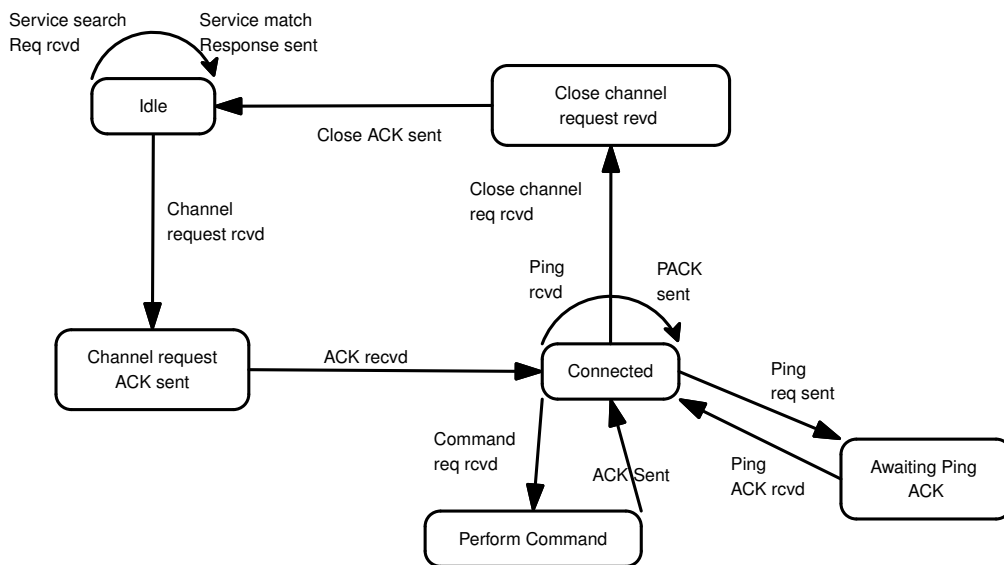 Service search
Req rcvd
Service match
Response sent
Idle
Close channel
request revd
Close ACK sent
Channel
request rcvd
Close channel
req rcvd
Ping
rcvd
PACK
sent
Channel request
ACK sent
ACK recvd
Connected
Ping
req sent
Command
req rcvd
ACK Sent
Ping
ACK rcvd
Awaiting Ping
ACK
Perform Command